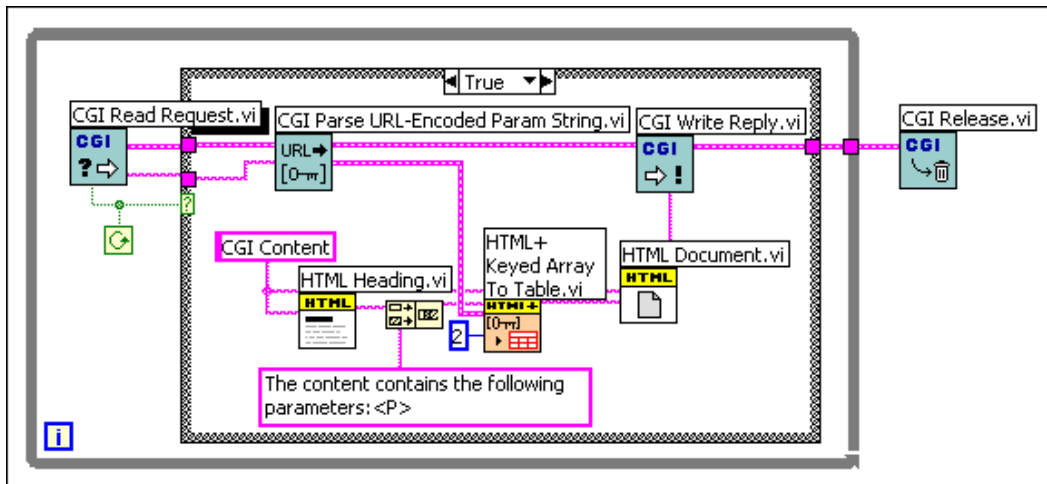 True
CGI Read Request.vi
CGI Parse URL-Encoded Param String.vi
CGI Write Reply.vi
CGI Release.vi
CGI
?
URL
[0
CGI
!
CGI
?
CGI Content
HTML Heading.vi
HTML
HTML+
Keyed Array
To Table.vi
HTML+
[0
HTML Document.vi
HTML
2
The content contains the following
parameters:<P>
i